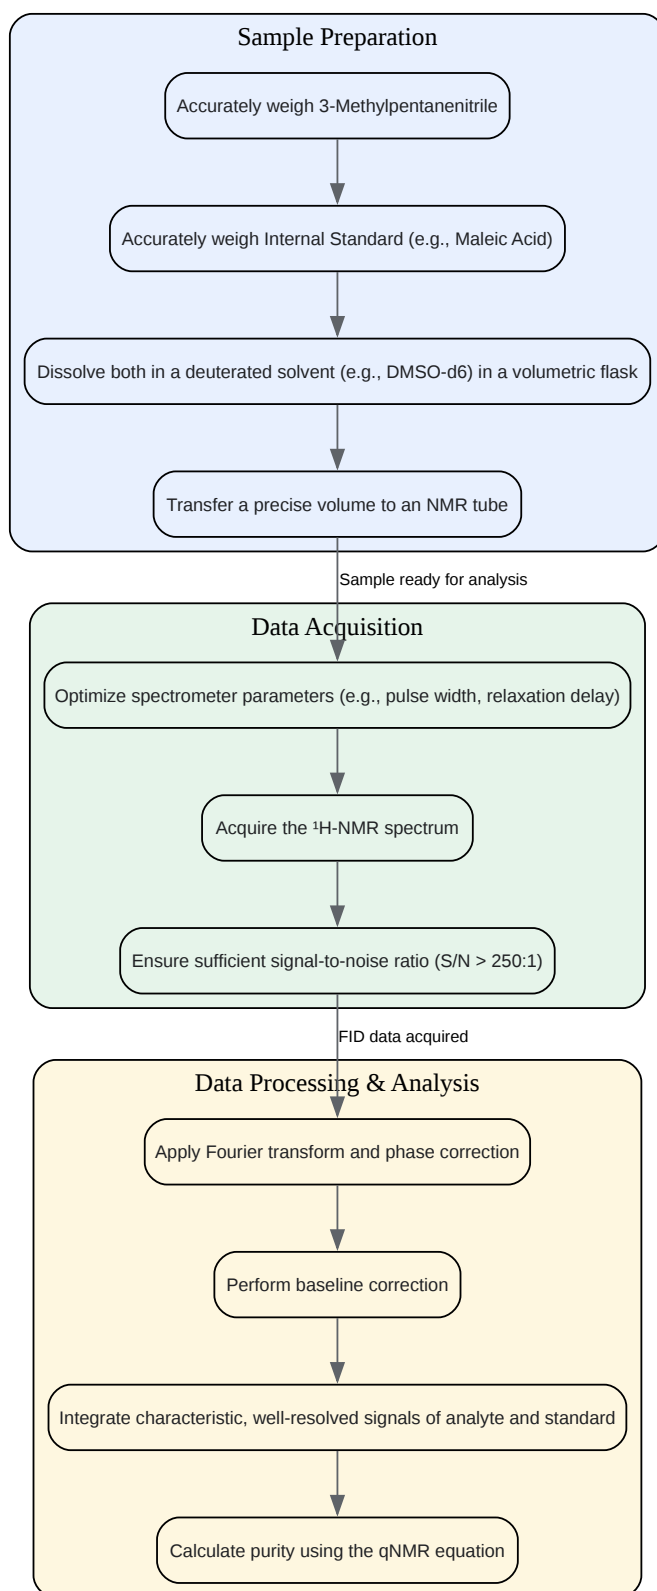 Sample Preparation
Accurately weigh 3-Methylpentanenitrile
Accurately weigh Internal Standard (e.g., Maleic Acid)
Dissolve both in a deuterated solvent (e.g., DMSO-d6) in a volumetric flask
Transfer a precise volume to an NMR tube
Sample ready for analysis
Data Acquisition
Optimize spectrometer parameters (e.g., pulse width, relaxation delay)
Acquire the ¹H-NMR spectrum
Ensure sufficient signal-to-noise ratio (S/N > 250:1)
FID data acquired
Data Processing & Analysis
Apply Fourier transform and phase correction
Perform baseline correction
Integrate characteristic, well-resolved signals of analyte and standard
Calculate purity using the qNMR equation